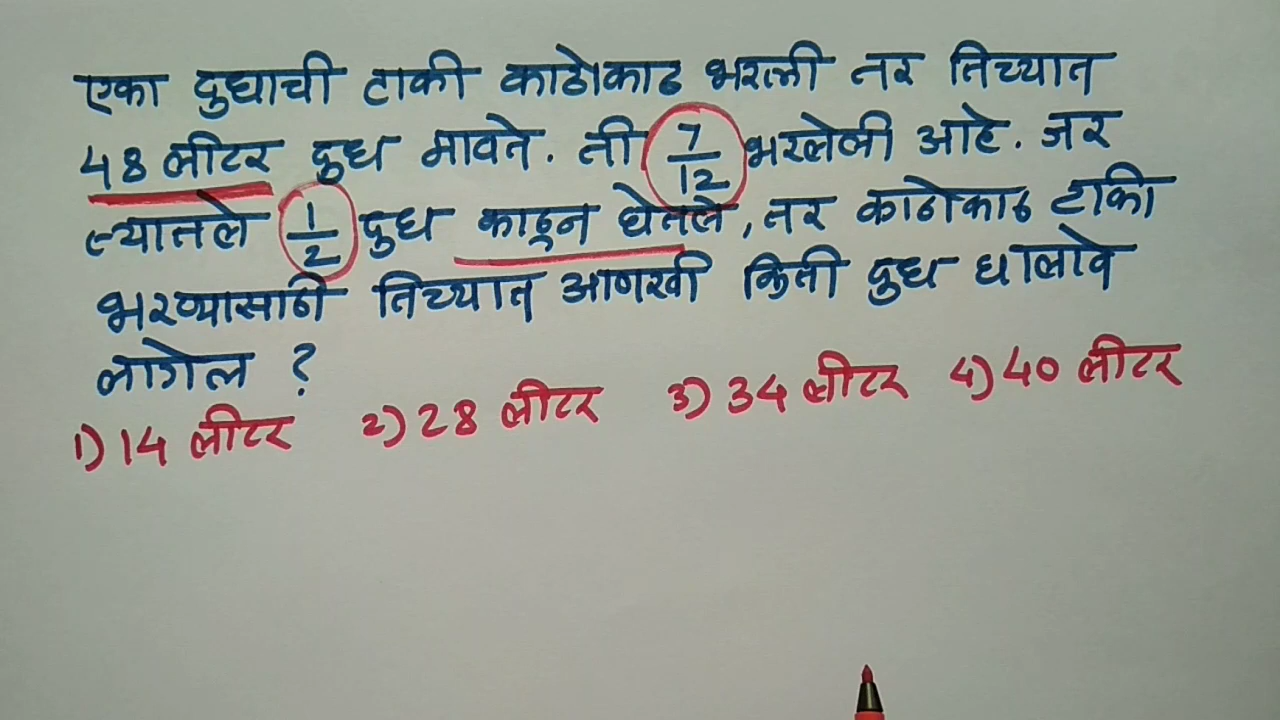 एका दुधाची टाकी काठोकाठ भरली तर तिच्यात
48 लीटर दुध मावते. ती 7/12 भरलेली आहे. जर
त्यातले 1/2 दुध काढून घेतले, तर काठोकाठ टाकी
भरण्यासाठी तिच्यात आणखी किती दुध घालावे
लागेल ?
1) 14 लीटर 2) 28 लीटर 3) 34 लीटर 4) 40 लीटर